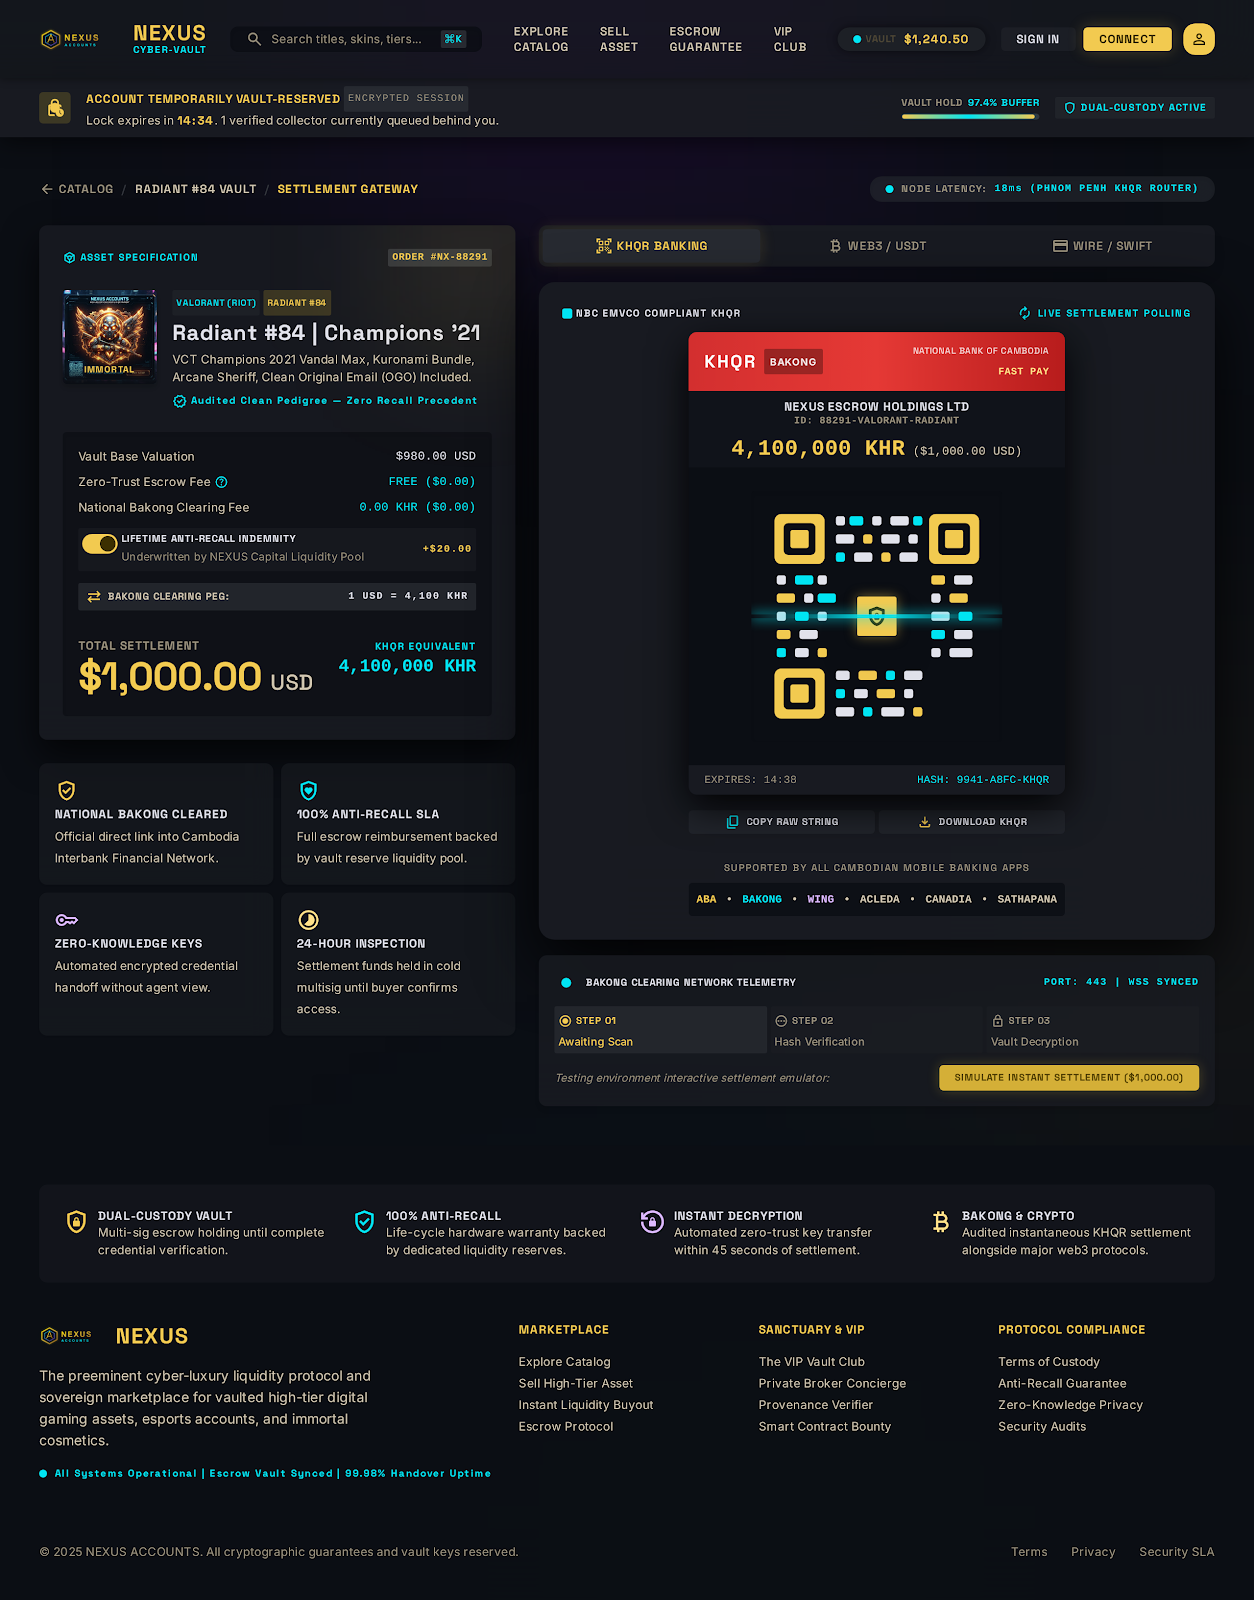 NEXUS
ACCOUNTS
NEXUS
CYBER-VAULT
Search titles, skins, tiers...
⌘K
EXPLORE CATALOG
SELL ASSET
ESCROW GUARANTEE
VIP CLUB
VAULT $1,240.50
SIGN IN
CONNECT
ACCOUNT TEMPORARILY VAULT-RESERVED ENCRYPTED SESSION
Lock expires in 14:34. 1 verified collector currently queued behind you.
VAULT HOLD 97.4% BUFFER
DUAL-CUSTODY ACTIVE
CATALOG / RADIANT #84 VAULT / SETTLEMENT GATEWAY
NODE LATENCY: 18ms (PHNOM PENH KHQR ROUTER)
ASSET SPECIFICATION
ORDER #NX-88291
NEXUS ACCOUNTS
IMMORTAL
VALORANT (RIOT) RADIANT #84
Radiant #84 | Champions ’21
VCT Champions 2021 Vandal Max, Kuronami Bundle,
Arcane Sheriff, Clean Original Email (OGO) Included.
Audited Clean Pedigree — Zero Recall Precedent
Vault Base Valuation $980.00 USD
Zero-Trust Escrow Fee FREE ($0.00)
National Bakong Clearing Fee 0.00 KHR ($0.00)
LIFETIME ANTI-RECALL INDEMNITY
Underwritten by NEXUS Capital Liquidity Pool
+$20.00
BAKONG CLEARING PEG: 1 USD = 4,100 KHR
TOTAL SETTLEMENT
$1,000.00 USD
KHQR EQUIVALENT
4,100,000 KHR
NATIONAL BAKONG CLEARED
Official direct link into Cambodia
Interbank Financial Network.
100% ANTI-RECALL SLA
Full escrow reimbursement backed
by vault reserve liquidity pool.
ZERO-KNOWLEDGE KEYS
Automated encrypted credential
handoff without agent view.
24-HOUR INSPECTION
Settlement funds held in cold
multisig until buyer confirms
access.
KHQR BANKING
WEB3 / USDT
WIRE / SWIFT
NBC EMVCO COMPLIANT KHQR
LIVE SETTLEMENT POLLING
KHQR BAKONG
NATIONAL BANK OF CAMBODIA
FAST PAY
NEXUS ESCROW HOLDINGS LTD
ID: 88291-VALORANT-RADIANT
4,100,000 KHR ($1,000.00 USD)
EXPIRES: 14:38
HASH: 9941-ABFC-KHQR
COPY RAW STRING
DOWNLOAD KHQR
SUPPORTED BY ALL CAMBODIAN MOBILE BANKING APPS
ABA • BAKONG • WING • ACLEDA • CANADIA • SATHAPANA
BAKONG CLEARING NETWORK TELEMETRY
PORT: 443 | WSS SYNCED
STEP 01
Awaiting Scan
STEP 02
Hash Verification
STEP 03
Vault Decryption
Testing environment interactive settlement emulator:
SIMULATE INSTANT SETTLEMENT ($1,000.00)
DUAL-CUSTODY VAULT
Multi-sig escrow holding until complete
credential verification.
100% ANTI-RECALL
Life-cycle hardware warranty backed
by dedicated liquidity reserves.
INSTANT DECRYPTION
Automated zero-trust key transfer
within 45 seconds of settlement.
BAKONG & CRYPTO
Audited instantaneous KHQR settlement
alongside major web3 protocols.
NEXUS
ACCOUNTS
NEXUS
The preeminent cyber-luxury liquidity protocol and
sovereign marketplace for vaulted high-tier digital
gaming assets, esports accounts, and immortal
cosmetics.
All Systems Operational | Escrow Vault Synced | 99.98% Handover Uptime
MARKETPLACE
Explore Catalog
Sell High-Tier Asset
Instant Liquidity Buyout
Escrow Protocol
SANCTUARY & VIP
The VIP Vault Club
Private Broker Concierge
Provenance Verifier
Smart Contract Bounty
PROTOCOL COMPLIANCE
Terms of Custody
Anti-Recall Guarantee
Zero-Knowledge Privacy
Security Audits
© 2025 NEXUS ACCOUNTS. All cryptographic guarantees and vault keys reserved.
Terms
Privacy
Security SLA